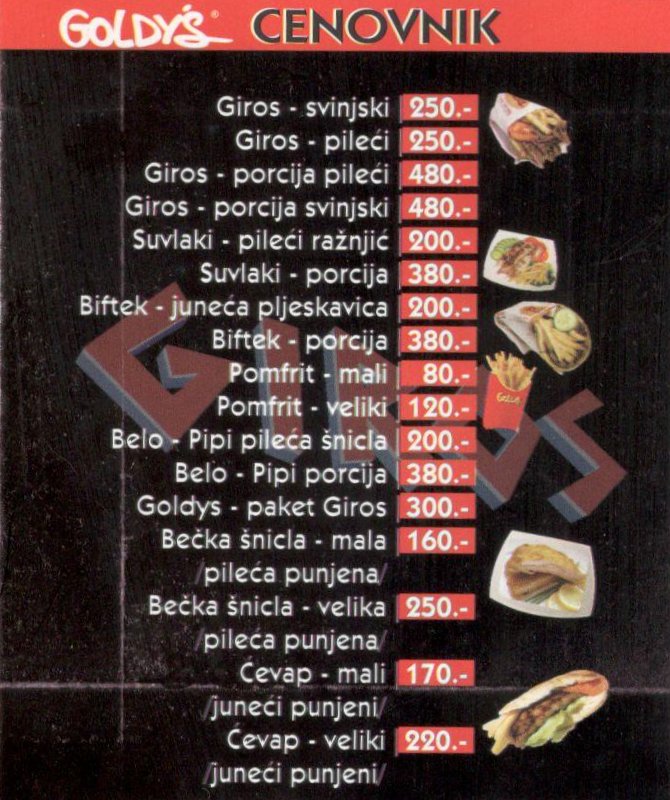 GOLDY'S® CENOVNIK
Giros - svinjski 250.-
Giros - pileći 250.-
Giros - porcija pileći 480.-
Giros - porcija svinjski 480.-
Suvlaki - pileći ražnjić 200.-
Suvlaki - porcija 380.-
Biftek - juneća pljeskavica 200.-
Biftek - porcija 380.-
Pomfrit - mali 80.-
Pomfrit - veliki 120.-
Belo - Pipi pileća šnicla 200.-
Belo - Pipi porcija 380.-
Goldys - paket Giros 300.-
Bečka šnicla - mala 160.-
/pileća punjena/
Bečka šnicla - velika 250.-
/pileća punjena/
Ćevap - mali 170.-
/juneći punjeni/
Ćevap - veliki 220.-
/juneći punjeni/
GIROS
Goldys